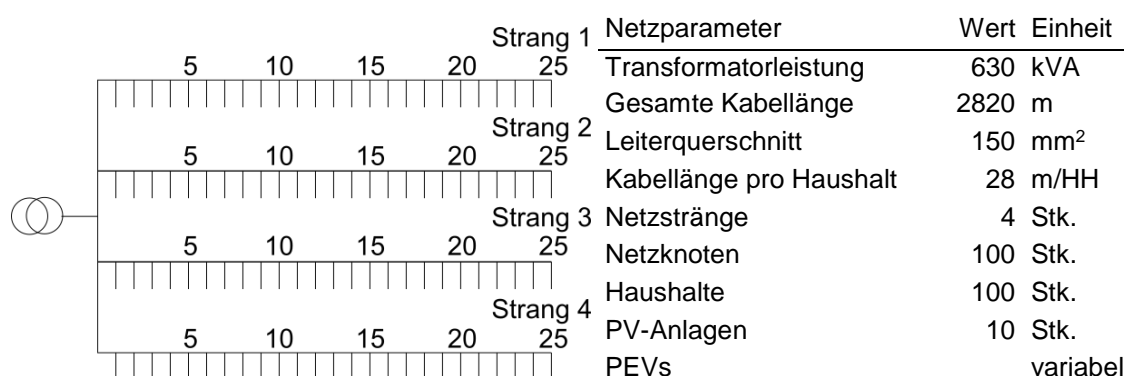 Strang 1
5 10 15 20 25
Strang 2
5 10 15 20 25
Strang 3
5 10 15 20 25
Strang 4
5 10 15 20 25
Netzparameter Wert Einheit
Transformatorleistung 630 kVA
Gesamte Kabellänge 2820 m
Leiterquerschnitt 150 mm²
Kabellänge pro Haushalt 28 m/HH
Netzstränge 4 Stk.
Netzknoten 100 Stk.
Haushalte 100 Stk.
PV-Anlagen 10 Stk.
PEVs variabel